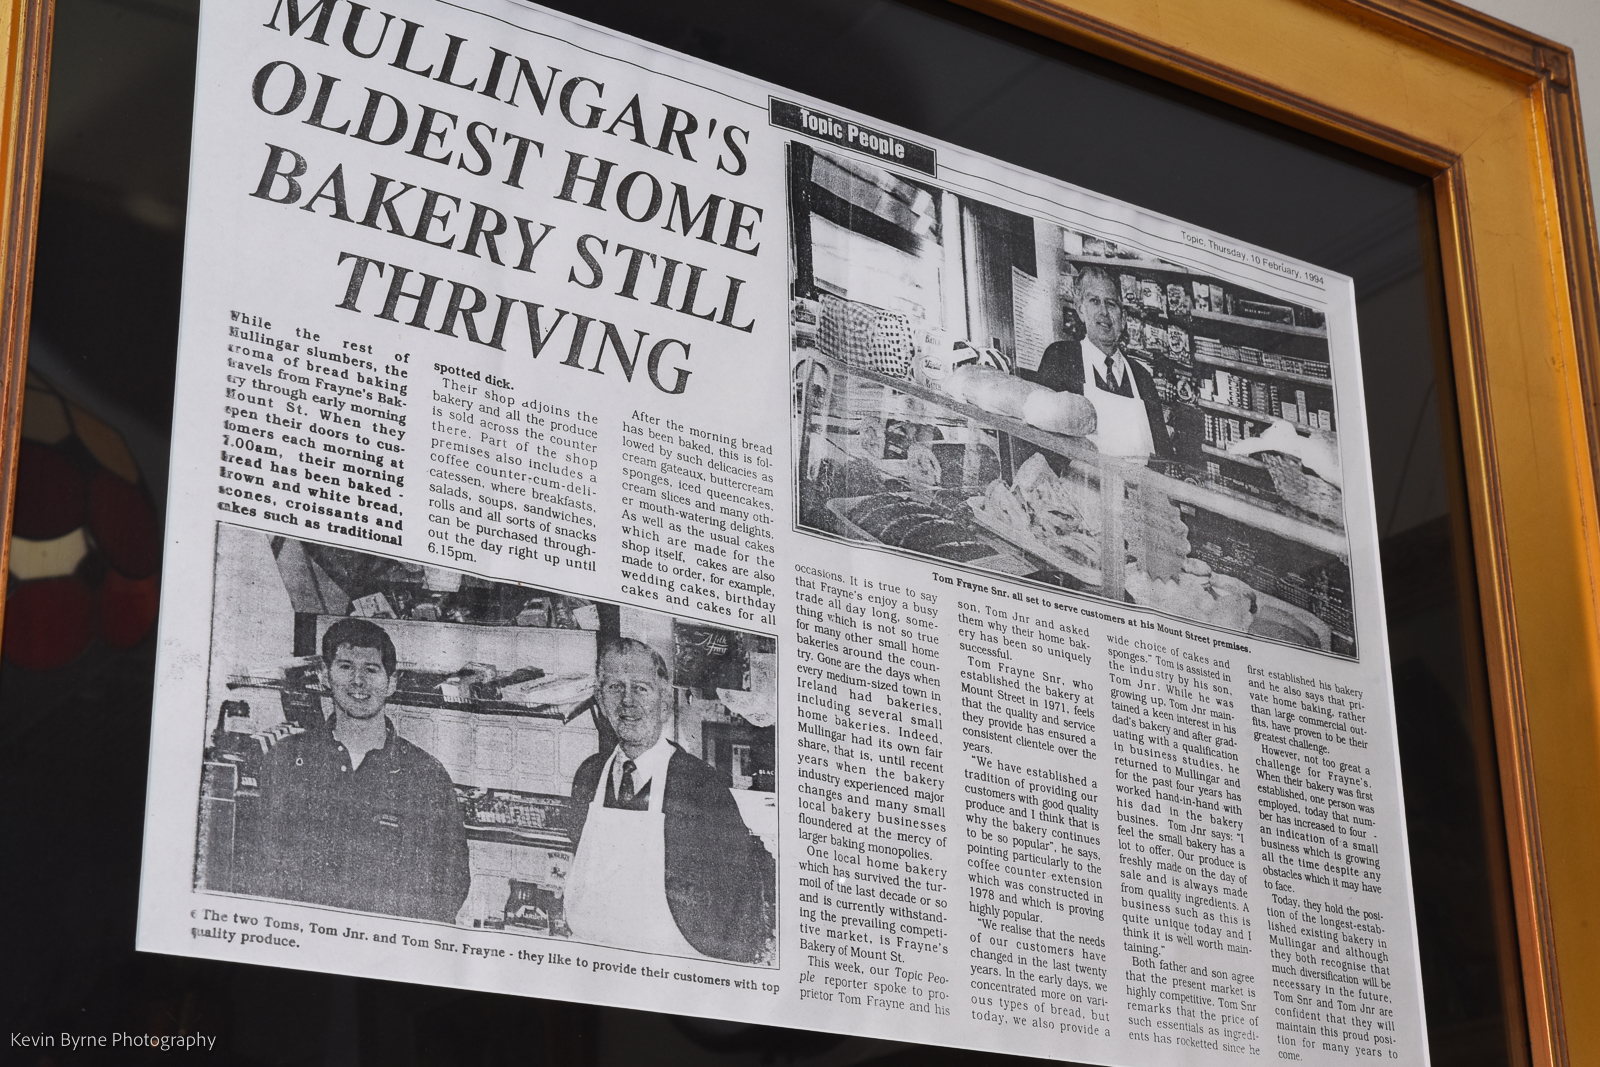 MULLINGAR'S
OLDEST HOME
BAKERY STILL
THRIVING
While the rest of
Mullingar slumbers, the
aroma of bread baking
travels from Frayne's Bak-
ery through early morning
Mount St. When they
open their doors to cus-
tomers each morning at
7.00am, their morning
bread has been baked -
brown and white bread,
scones, croissants and
cakes such as traditional
spotted dick.
Their shop adjoins the
bakery and all the produce
is sold across the counter
there. Part of the shop
premises also includes a
coffee counter-cum-deli-
catessen, where breakfasts,
salads, soups, sandwiches,
rolls and all sorts of snacks
can be purchased through-
out the day right up until
6.15pm.
After the morning bread
has been baked, this is fol-
lowed by such delicacies as
cream gateaux, buttercream
sponges, iced queencakes,
cream slices and many oth-
er mouth-watering delights.
As well as the usual cakes
which are made for the
shop itself, cakes are also
made to order, for example,
wedding cakes, birthday
cakes and cakes for all
The two Toms, Tom Jnr. and Tom Snr. Frayne - they like to provide their customers with top
quality produce.
Topic People
Topic, Thursday, 10 February, 1994
Tom Frayne Snr. all set to serve customers at his Mount Street premises.
occasions. It is true to say
that Frayne's enjoy a busy
trade all day long, some-
thing which is not so true
for many other small home
bakeries around the coun-
try. Gone are the days when
every medium-sized town in
Ireland had bakeries,
including several small
home bakeries. Indeed,
Mullingar had its own fair
share, that is, until recent
years when the bakery
industry experienced major
changes and many small
local bakery businesses
floundered at the mercy of
larger baking monopolies.
One local home bakery
which has survived the tur-
moil of the last decade or so
and is currently withstand-
ing the prevailing competi-
tive market, is Frayne's
Bakery of Mount St.
This week, our Topic Peo-
ple reporter spoke to pro-
prietor Tom Frayne and his
son, Tom Jnr and asked
them why their home bak-
ery has been so uniquely
successful.
Tom Frayne Snr, who
established the bakery at
Mount Street in 1971, feels
that the quality and service
they provide has ensured a
consistent clientele over the
years.
"We have established a
tradition of providing our
customers with good quality
produce and I think that is
why the bakery continues
to be so popular", he says,
pointing particularly to the
coffee counter extension
which was constructed in
1978 and which is proving
highly popular.
"We realise that the needs
of our customers have
changed in the last twenty
years. In the early days, we
concentrated more on vari-
ous types of bread, but
today, we also provide a
wide choice of cakes and
sponges." Tom is assisted in
the industry by his son,
Tom Jnr. While he was
growing up, Tom Jnr main-
tained a keen interest in his
dad's bakery and after grad-
uating with a qualification
in business studies, he
returned to Mullingar and
for the past four years has
worked hand-in-hand with
his dad in the bakery
busines. Tom Jnr says: "I
feel the small bakery has a
lot to offer. Our produce is
freshly made on the day of
sale and is always made
from quality ingredients. A
business such as this is
quite unique today and I
think it is well worth main-
taining."
Both father and son agree
that the present market is
highly competitive. Tom Snr
remarks that the price of
such essentials as ingredi-
ents has rocketted since he
first established his bakery
and he also says that pri-
vate home baking, rather
than large commercial out-
fits, have proven to be their
greatest challenge.
However, not too great a
challenge for Frayne's.
When their bakery was first
established, one person was
employed, today that num-
ber has increased to four -
an indication of a small
business which is growing
all the time despite any
obstacles which it may have
to face.
Today, they hold the posi-
tion of the longest-estab-
lished existing bakery in
Mullingar and although
they both recognise that
much diversification will be
necessary in the future,
Tom Snr and Tom Jnr are
confident that they will
maintain this proud posi-
tion for many years to
come.
Kevin Byrne Photography